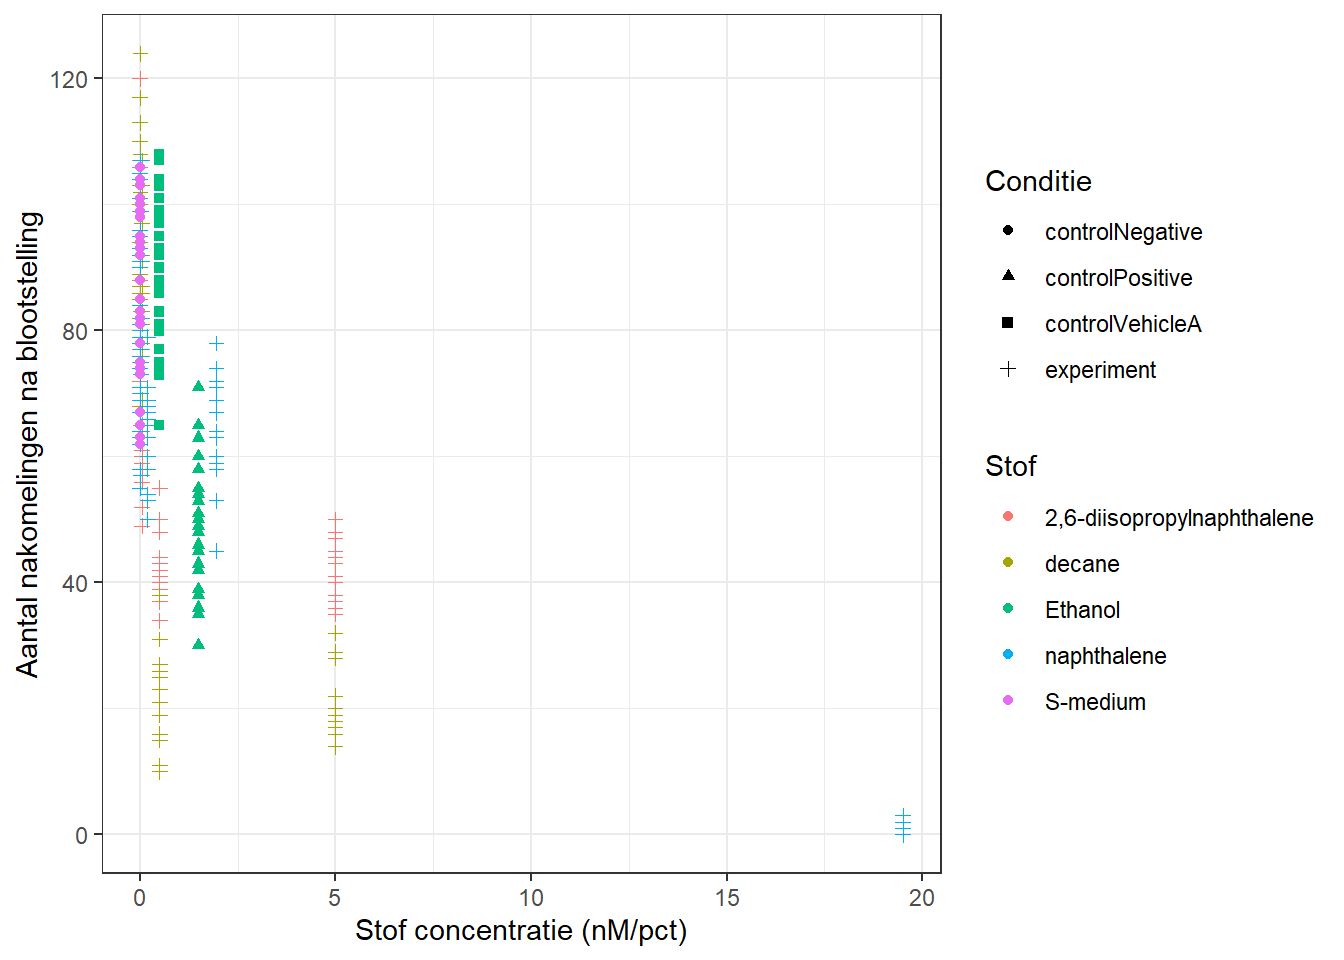 120
80
40
0
Aantal nakomelingen na blootstelling
0 5 10 15 20
Stof concentratie (nM/pct)
Conditie
controlNegative
controlPositive
controlVehicleA
experiment
Stof
2,6-diisopropylnaphthalene
decane
Ethanol
naphthalene
S-medium